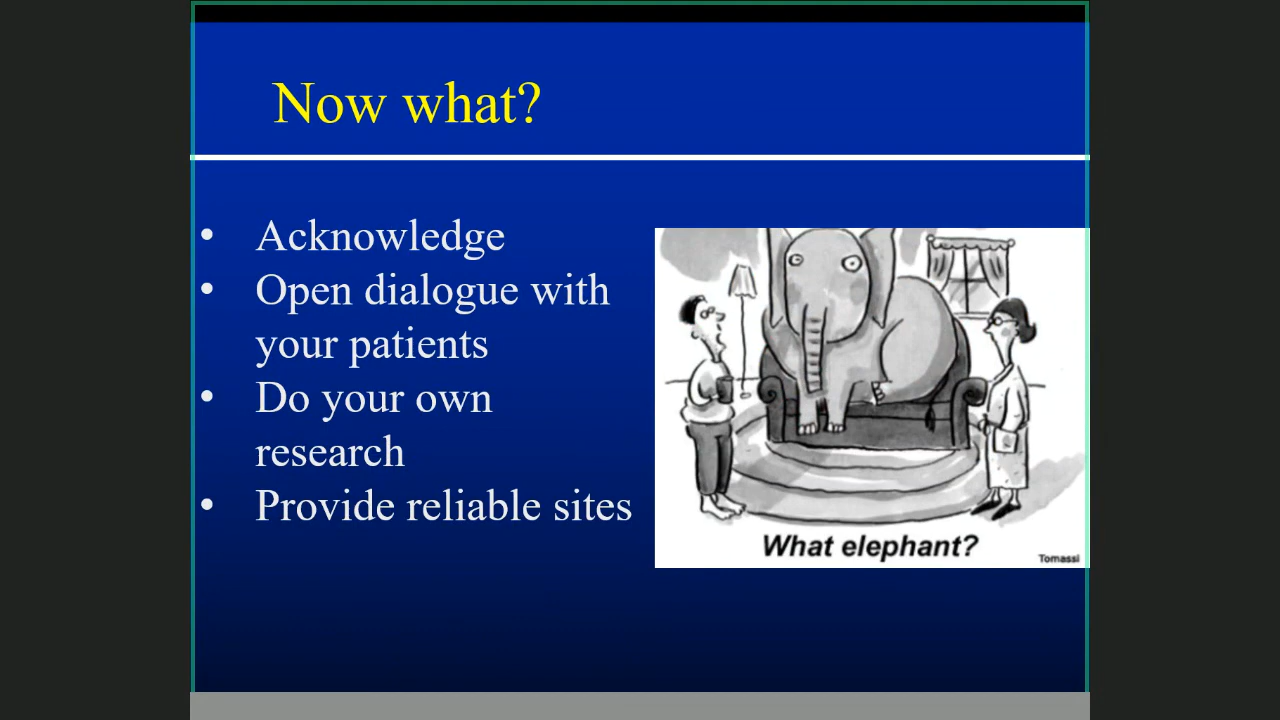 Now what?
• Acknowledge
• Open dialogue with
your patients
• Do your own
research
• Provide reliable sites
What elephant?
Tomassi